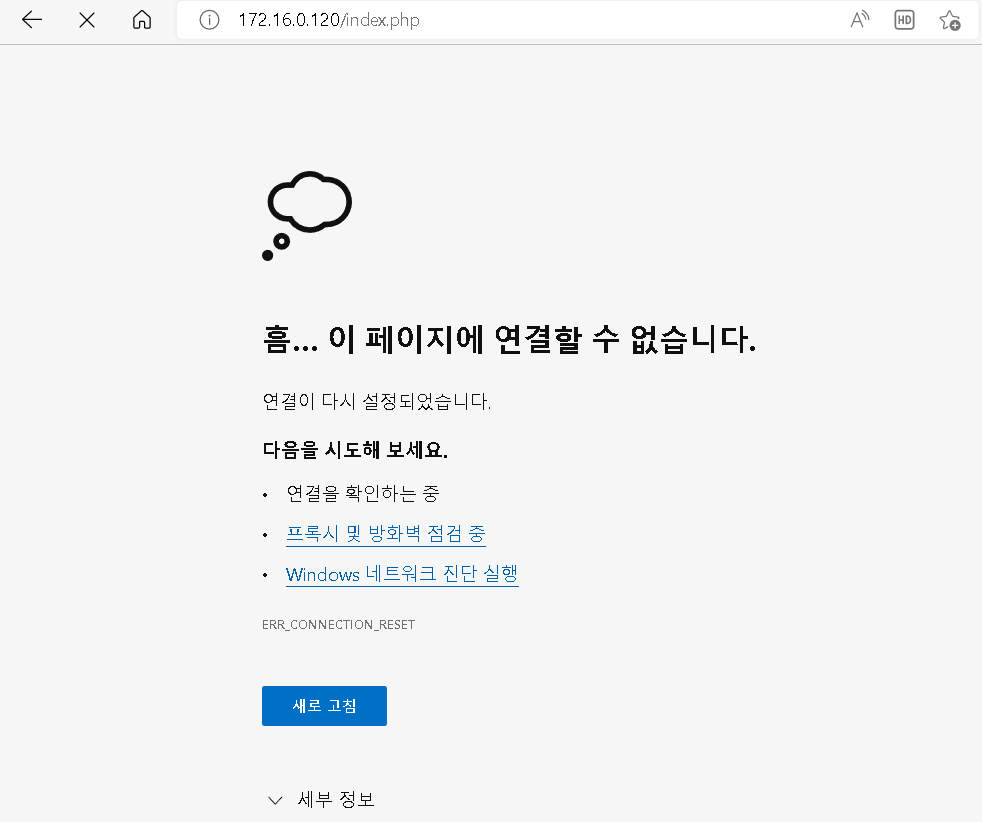 172.16.0.120/index.php
A
HD
흠... 이 페이지에 연결할 수 없습니다.
연결이 다시 설정되었습니다.
다음을 시도해 보세요.
• 연결을 확인하는 중
• 프록시 및 방화벽 점검 중
• Windows 네트워크 진단 실행
ERR_CONNECTION_RESET
새로 고침
세부 정보